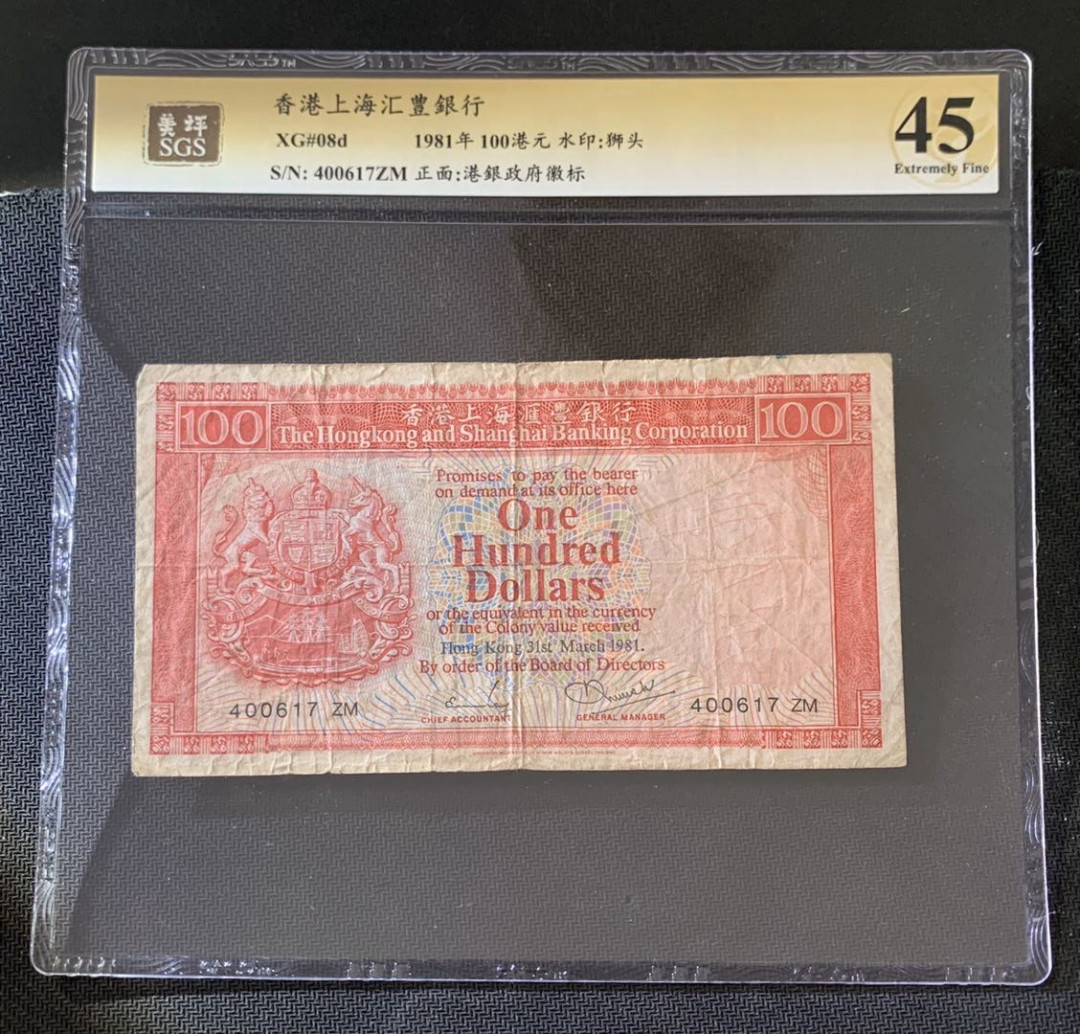 香港上海汇豐銀行
美评
SGS
XG#08d 1981年 100港元 水印:狮头
S/N: 400617ZM 正面:港銀政府徽标
45
Extremely Fine
香港上海滙豐銀行
100 The Hongkong and Shanghai Banking Corporation 100
Promises to pay the bearer
on demand at its office here
One
Hundred
Dollars
or the equivalent in the currency
of the Colony value received
Hong Kong 31st March 1981.
By order of the Board of Directors
400617 ZM
CHIEF ACCOUNTANT
GENERAL MANAGER
400617 ZM